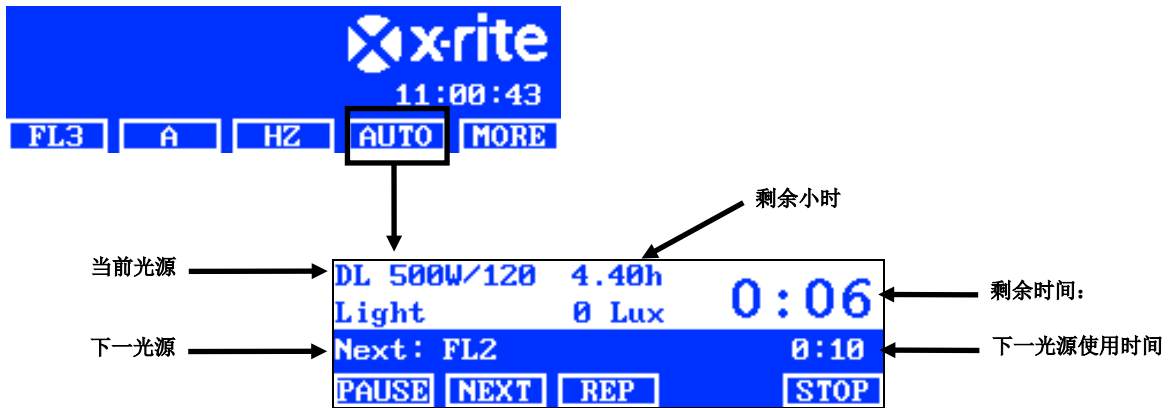 x·rite
11:00:43
FL3 A HZ AUTO MORE
剩余小时
当前光源
DL 500W/120 4.40h
0:06
剩余时间：
Light 0 Lux
下一光源
Next: FL2 0:10
下一光源使用时间
PAUSE NEXT REP STOP